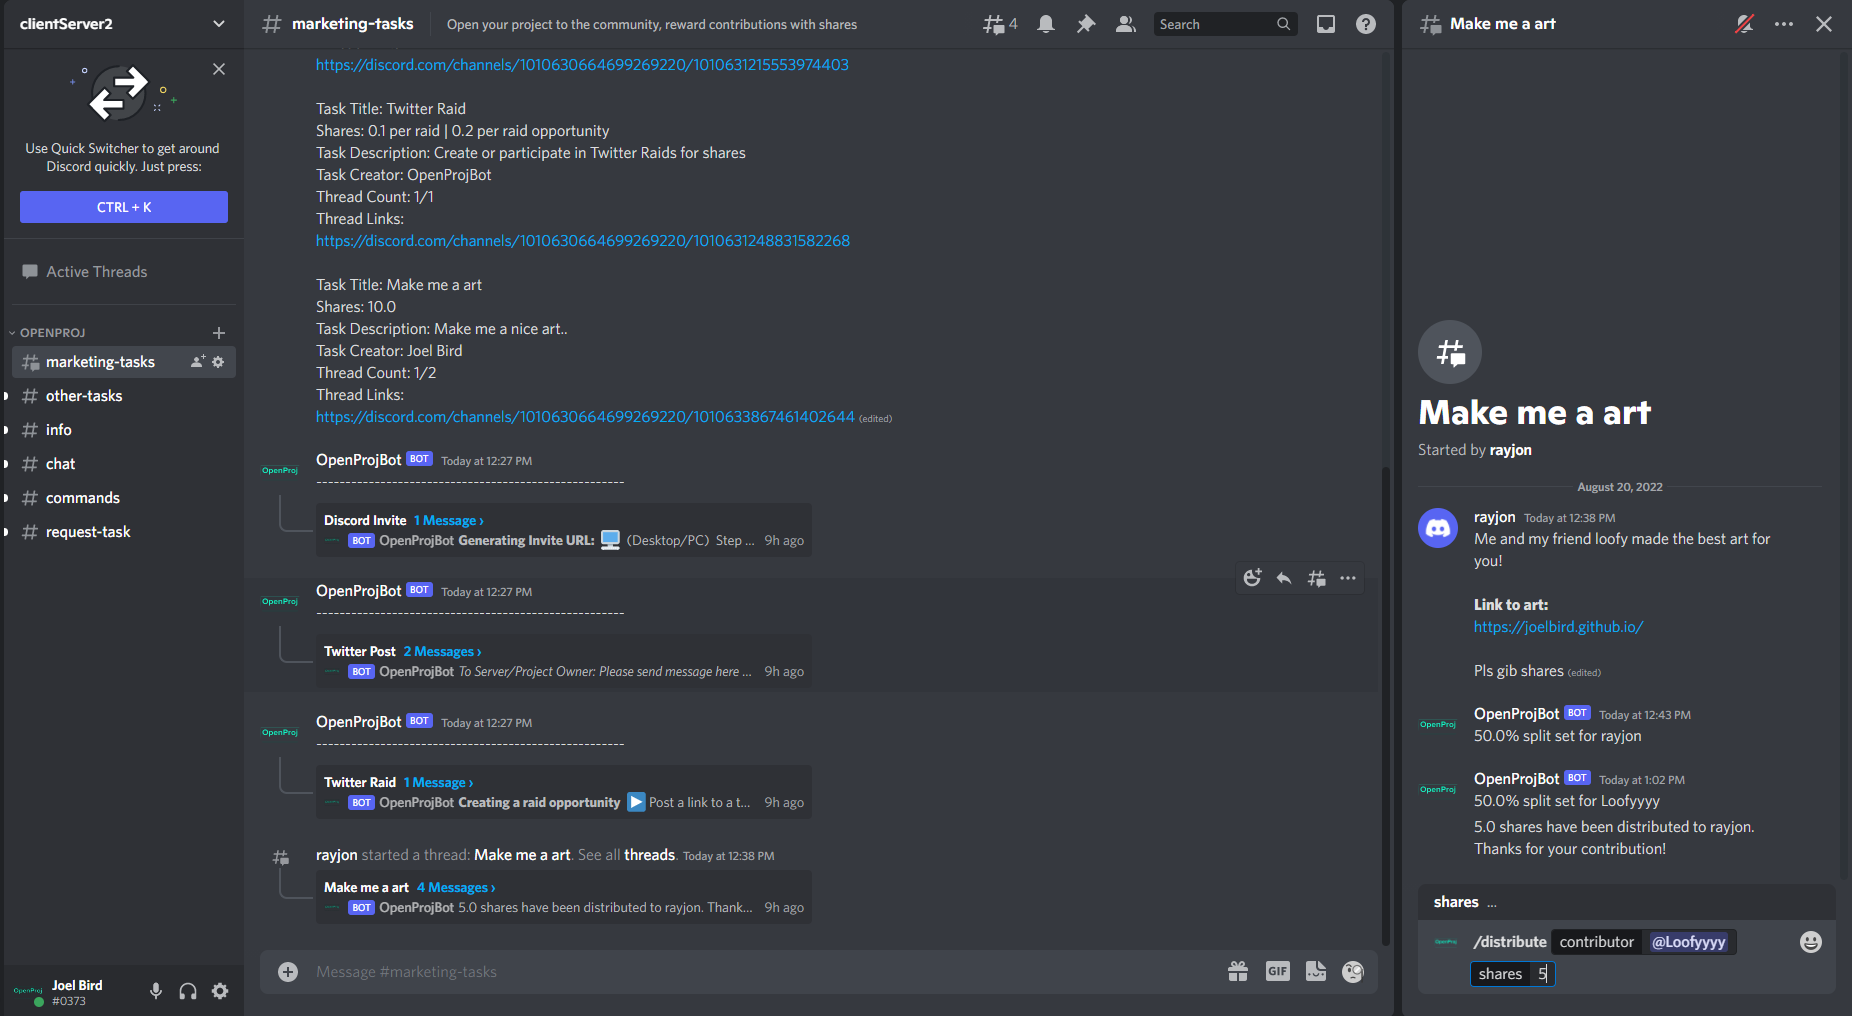 clientServer2
Use Quick Switcher to get around
Discord quickly. Just press:
CTRL + K
Active Threads
OPENPROJ
marketing-tasks
other-tasks
info
chat
commands
request-task
OpenProj
Joel Bird
#0373
marketing-tasks
Open your project to the community, reward contributions with shares
4
Search
https://discord.com/channels/1010630664699269220/1010631215553974403
Task Title: Twitter Raid
Shares: 0.1 per raid | 0.2 per raid opportunity
Task Description: Create or participate in Twitter Raids for shares
Task Creator: OpenProjBot
Thread Count: 1/1
Thread Links:
https://discord.com/channels/1010630664699269220/1010631248831582268
Task Title: Make me a art
Shares: 10.0
Task Description: Make me a nice art..
Task Creator: Joel Bird
Thread Count: 1/2
Thread Links:
https://discord.com/channels/1010630664699269220/1010633867461402644 (edited)
OpenProj
OpenProjBot BOT Today at 12:27 PM
-----------------------------------------------------
Discord Invite 1 Message ›
BOT OpenProjBot Generating Invite URL: 🖥️ (Desktop/PC) Step ... 9h ago
OpenProj
OpenProjBot BOT Today at 12:27 PM
-----------------------------------------------------
Twitter Post 2 Messages ›
BOT OpenProjBot To Server/Project Owner: Please send message here ... 9h ago
OpenProj
OpenProjBot BOT Today at 12:27 PM
-----------------------------------------------------
Twitter Raid 1 Message ›
BOT OpenProjBot Creating a raid opportunity ▶️ Post a link to a t... 9h ago
rayjon started a thread: Make me a art. See all threads. Today at 12:38 PM
Make me a art 4 Messages ›
BOT OpenProjBot 5.0 shares have been distributed to rayjon. Thank... 9h ago
Message #marketing-tasks
GIF
Make me a art
Make me a art
Started by rayjon
August 20, 2022
rayjon Today at 12:38 PM
Me and my friend loofy made the best art for
you!
Link to art:
https://joelbird.github.io/
Pls gib shares (edited)
OpenProj
OpenProjBot BOT Today at 12:43 PM
50.0% split set for rayjon
OpenProj
OpenProjBot BOT Today at 1:02 PM
50.0% split set for Loofyyyy
5.0 shares have been distributed to rayjon.
Thanks for your contribution!
shares ...
OpenProj
/distribute contributor @Loofyyyy
shares 5